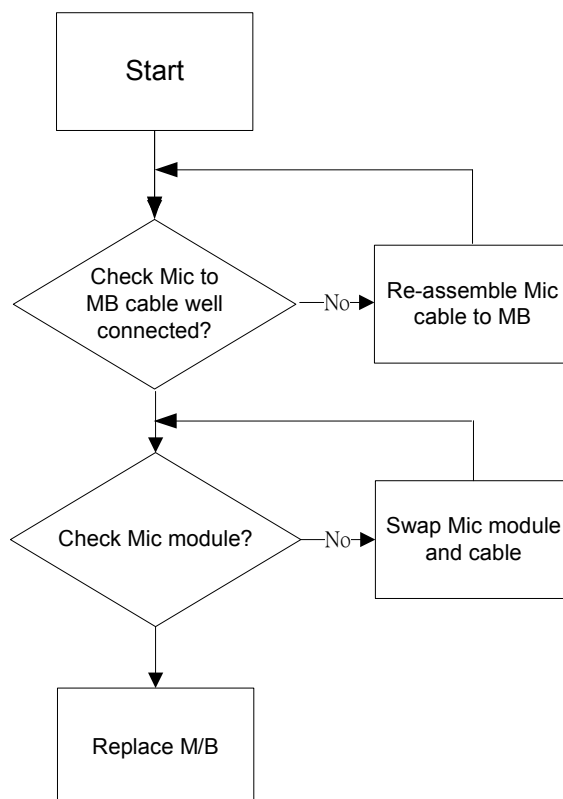 Start
Check Mic to
MB cable well
connected?
No
Re-assemble Mic
cable to MB
Check Mic module?
No
Swap Mic module
and cable
Replace M/B